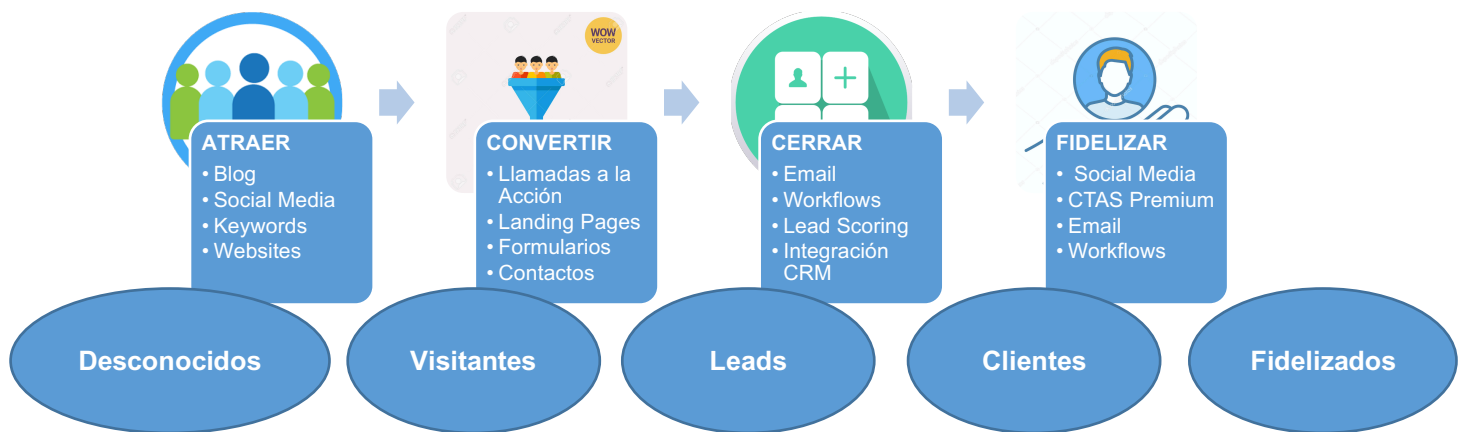 WOW
VECTOR
ATRAER
• Blog
• Social Media
• Keywords
• Websites
CONVERTIR
• Llamadas a la
Acción
• Landing Pages
• Formularios
• Contactos
CERRAR
• Email
• Workflows
• Lead Scoring
• Integración
CRM
FIDELIZAR
• Social Media
• CTAS Premium
• Email
• Workflows
Desconocidos
Visitantes
Leads
Clientes
Fidelizados